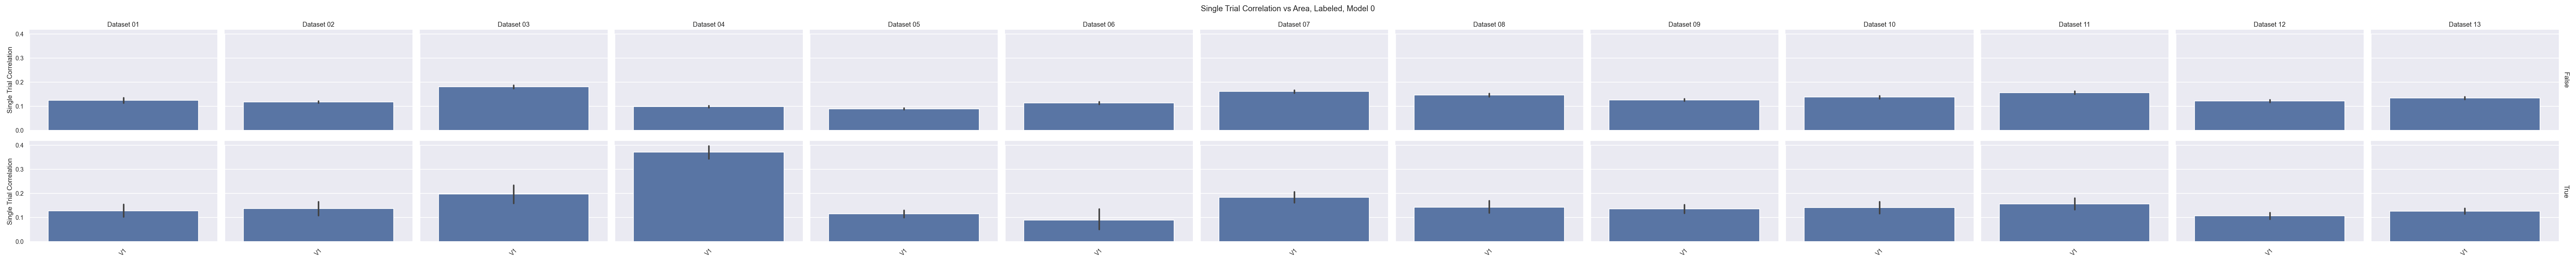 Single Trial Correlation vs Area, Labeled, Model 0
Dataset 01 Dataset 02 Dataset 03 Dataset 04 Dataset 05 Dataset 06 Dataset 07 Dataset 08 Dataset 09 Dataset 10 Dataset 11 Dataset 12 Dataset 13
Single Trial Correlation
0.4
0.3
0.2
0.1
0.0
False
Single Trial Correlation
0.4
0.3
0.2
0.1
0.0
True
V1 V1 V1 V1 V1 V1 V1 V1 V1 V1 V1 V1 V1